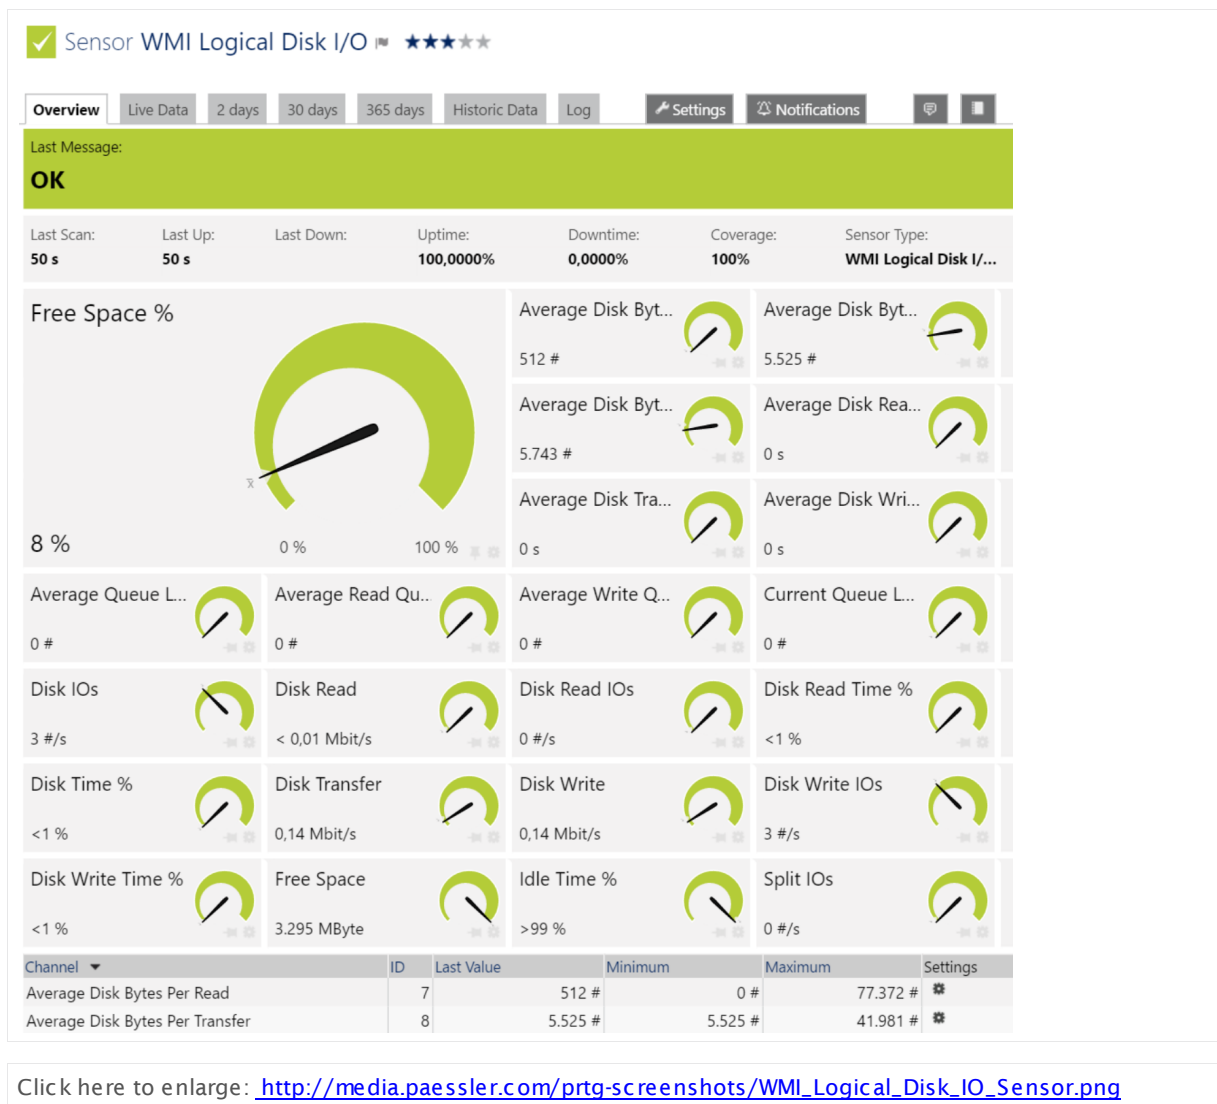 Sensor WMI Logical Disk I/O
Overview Live Data 2 days 30 days 365 days Historic Data Log Settings Notifications
Last Message:
OK
Last Scan: Last Up: Last Down: Uptime: Downtime: Coverage: Sensor Type:
50 s 50 s 100,0000% 0,0000% 100% WMI Logical Disk I/...
Free Space %
8 %
0 % 100 %
Average Disk Byt... Average Disk Byt...
512 # 5.525 #
Average Disk Byt... Average Disk Rea...
5.743 # 0 s
Average Disk Tra... Average Disk Wri...
0 s 0 s
Average Queue L... Average Read Qu... Average Write Q... Current Queue L...
0 # 0 # 0 # 0 #
Disk IOs Disk Read Disk Read IOs Disk Read Time %
3 #/s < 0,01 Mbit/s 0 #/s <1 %
Disk Time % Disk Transfer Disk Write Disk Write IOs
<1 % 0,14 Mbit/s 0,14 Mbit/s 3 #/s
Disk Write Time % Free Space Idle Time % Split IOs
<1 % 3.295 MByte >99 % 0 #/s
Channel ID Last Value Minimum Maximum Settings
Average Disk Bytes Per Read 7 512 # 0 # 77.372 #
Average Disk Bytes Per Transfer 8 5.525 # 5.525 # 41.981 #
Click here to enlarge: http://media.paessler.com/prtg-screenshots/WMI_Logical_Disk_IO_Sensor.png